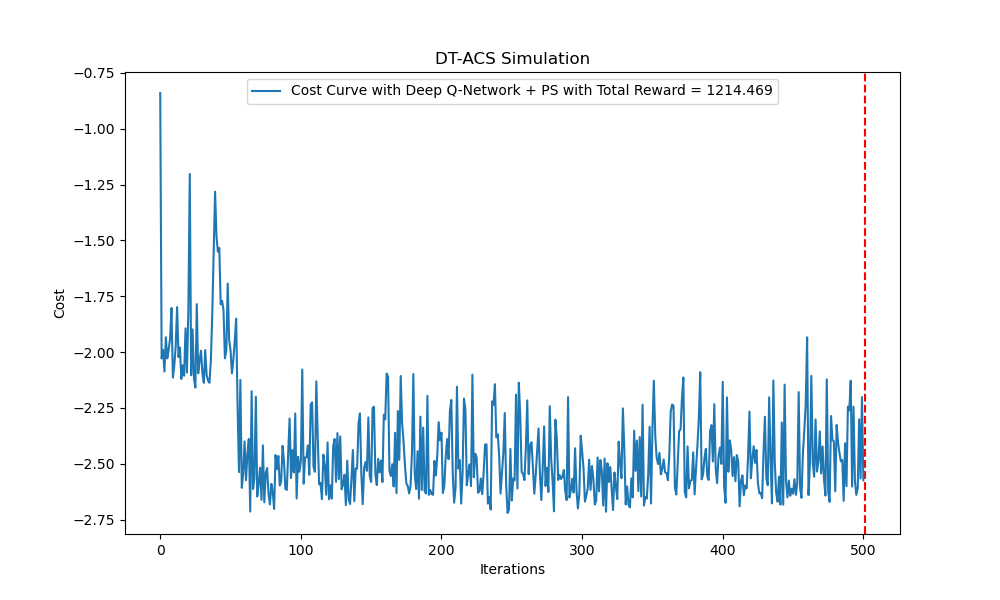 DT-ACS Simulation
Cost Curve with Deep Q-Network + PS with Total Reward = 1214.469
Cost
−0.75
−1.00
−1.25
−1.50
−1.75
−2.00
−2.25
−2.50
−2.75
0 100 200 300 400 500
Iterations